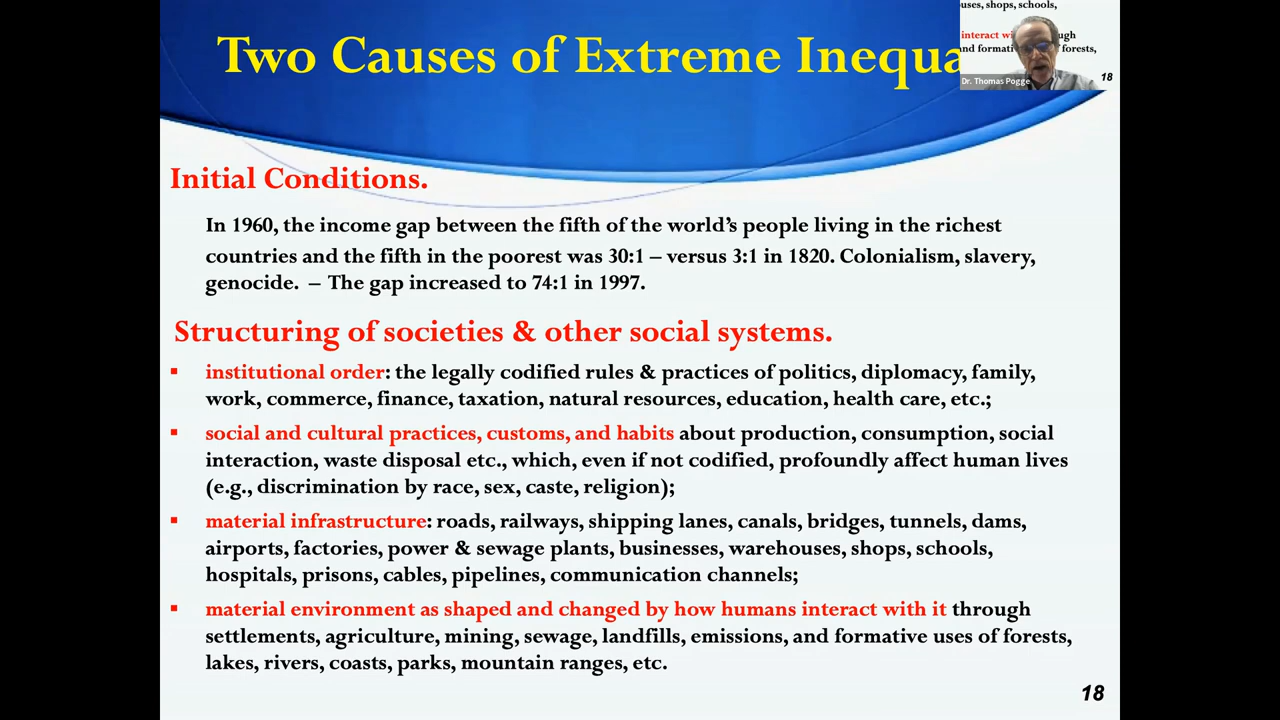 Two Causes of Extreme Inequa
uses, shops, schools,
interact wi ugh
and formati forests,
Dr. Thomas Pogge
18
Initial Conditions.
In 1960, the income gap between the fifth of the world’s people living in the richest
countries and the fifth in the poorest was 30:1 – versus 3:1 in 1820. Colonialism, slavery,
genocide. – The gap increased to 74:1 in 1997.
Structuring of societies & other social systems.
▪ institutional order: the legally codified rules & practices of politics, diplomacy, family,
work, commerce, finance, taxation, natural resources, education, health care, etc.;
▪ social and cultural practices, customs, and habits about production, consumption, social
interaction, waste disposal etc., which, even if not codified, profoundly affect human lives
(e.g., discrimination by race, sex, caste, religion);
▪ material infrastructure: roads, railways, shipping lanes, canals, bridges, tunnels, dams,
airports, factories, power & sewage plants, businesses, warehouses, shops, schools,
hospitals, prisons, cables, pipelines, communication channels;
▪ material environment as shaped and changed by how humans interact with it through
settlements, agriculture, mining, sewage, landfills, emissions, and formative uses of forests,
lakes, rivers, coasts, parks, mountain ranges, etc.
18